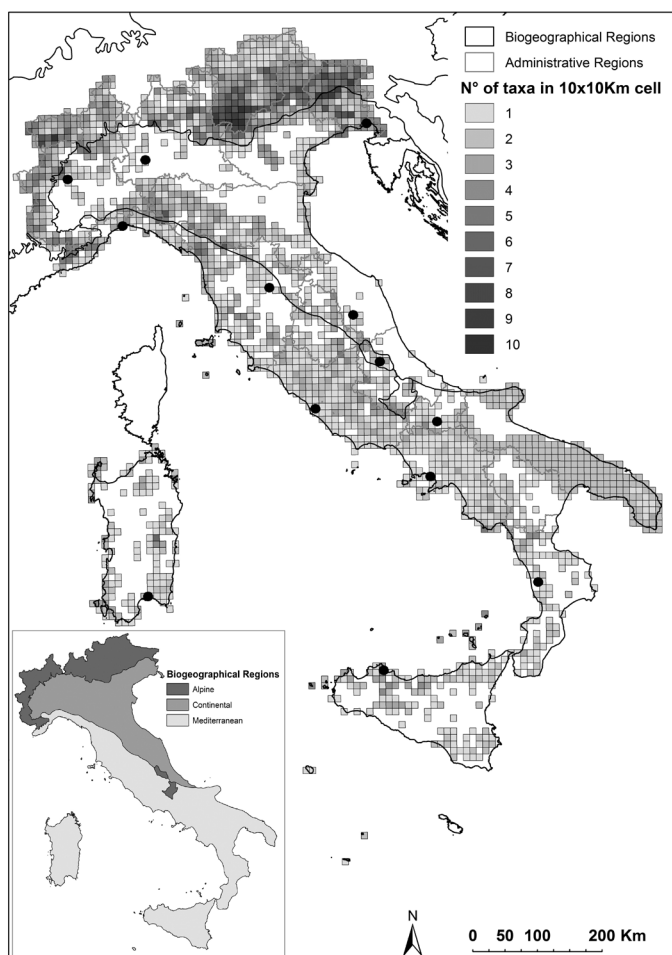 Biogeographical Regions
Administrative Regions
N° of taxa in 10x10Km cell
1
2
3
4
5
6
7
8
9
10
Biogeographical Regions
Alpine
Continental
Mediterranean
N
0 50 100 200 Km